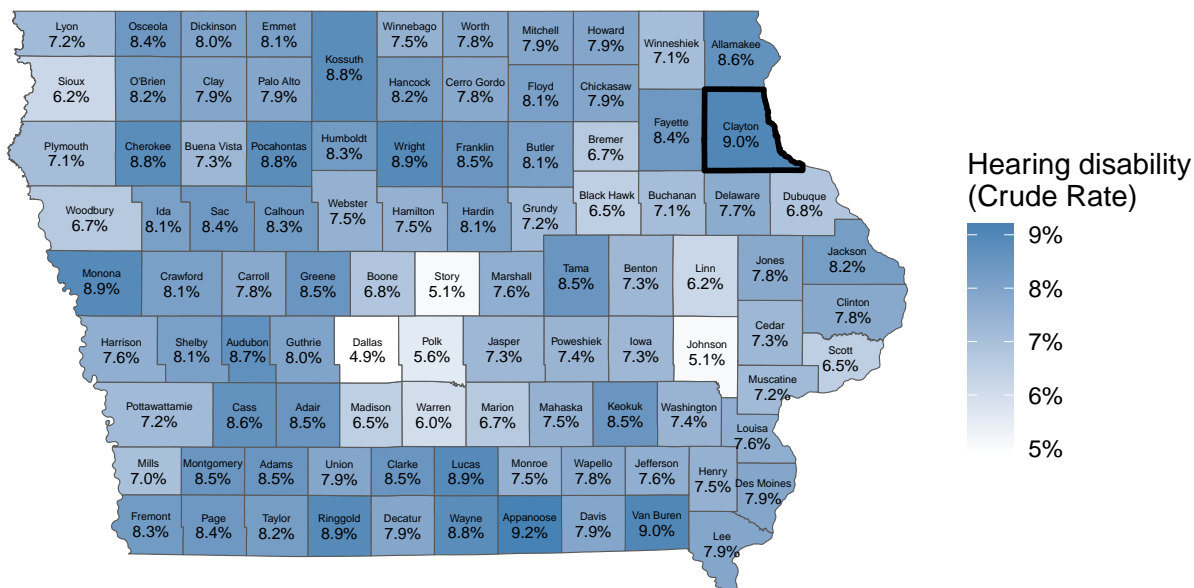 Lyon
7.2%
Osceola
8.4%
Dickinson
8.0%
Emmet
8.1%
Kossuth
8.8%
Winnebago
7.5%
Worth
7.8%
Mitchell
7.9%
Howard
7.9%
Winneshiek
7.1%
Allamakee
8.6%
Sioux
6.2%
O'Brien
8.2%
Clay
7.9%
Palo Alto
7.9%
Hancock
8.2%
Cerro Gordo
7.8%
Floyd
8.1%
Chickasaw
7.9%
Fayette
8.4%
Clayton
9.0%
Plymouth
7.1%
Cherokee
8.8%
Buena Vista
7.3%
Pocahontas
8.8%
Humboldt
8.3%
Wright
8.9%
Franklin
8.5%
Butler
8.1%
Bremer
6.7%
Woodbury
6.7%
Ida
8.1%
Sac
8.4%
Calhoun
8.3%
Webster
7.5%
Hamilton
7.5%
Hardin
8.1%
Grundy
7.2%
Black Hawk
6.5%
Buchanan
7.1%
Delaware
7.7%
Dubuque
6.8%
Monona
8.9%
Crawford
8.1%
Carroll
7.8%
Greene
8.5%
Boone
6.8%
Story
5.1%
Marshall
7.6%
Tama
8.5%
Benton
7.3%
Linn
6.2%
Jones
7.8%
Jackson
8.2%
Clinton
7.8%
Harrison
7.6%
Shelby
8.1%
Audubon
8.7%
Guthrie
8.0%
Dallas
4.9%
Polk
5.6%
Jasper
7.3%
Poweshiek
7.4%
Iowa
7.3%
Johnson
5.1%
Cedar
7.3%
Scott
6.5%
Muscatine
7.2%
Pottawattamie
7.2%
Cass
8.6%
Adair
8.5%
Madison
6.5%
Warren
6.0%
Marion
6.7%
Mahaska
7.5%
Keokuk
8.5%
Washington
7.4%
Louisa
7.6%
Mills
7.0%
Montgomery
8.5%
Adams
8.5%
Union
7.9%
Clarke
8.5%
Lucas
8.9%
Monroe
7.5%
Wapello
7.8%
Jefferson
7.6%
Henry
7.5%
Des Moines
7.9%
Fremont
8.3%
Page
8.4%
Taylor
8.2%
Ringgold
8.9%
Decatur
7.9%
Wayne
8.8%
Appanoose
9.2%
Davis
7.9%
Van Buren
9.0%
Lee
7.9%
Hearing disability
(Crude Rate)
9%
8%
7%
6%
5%